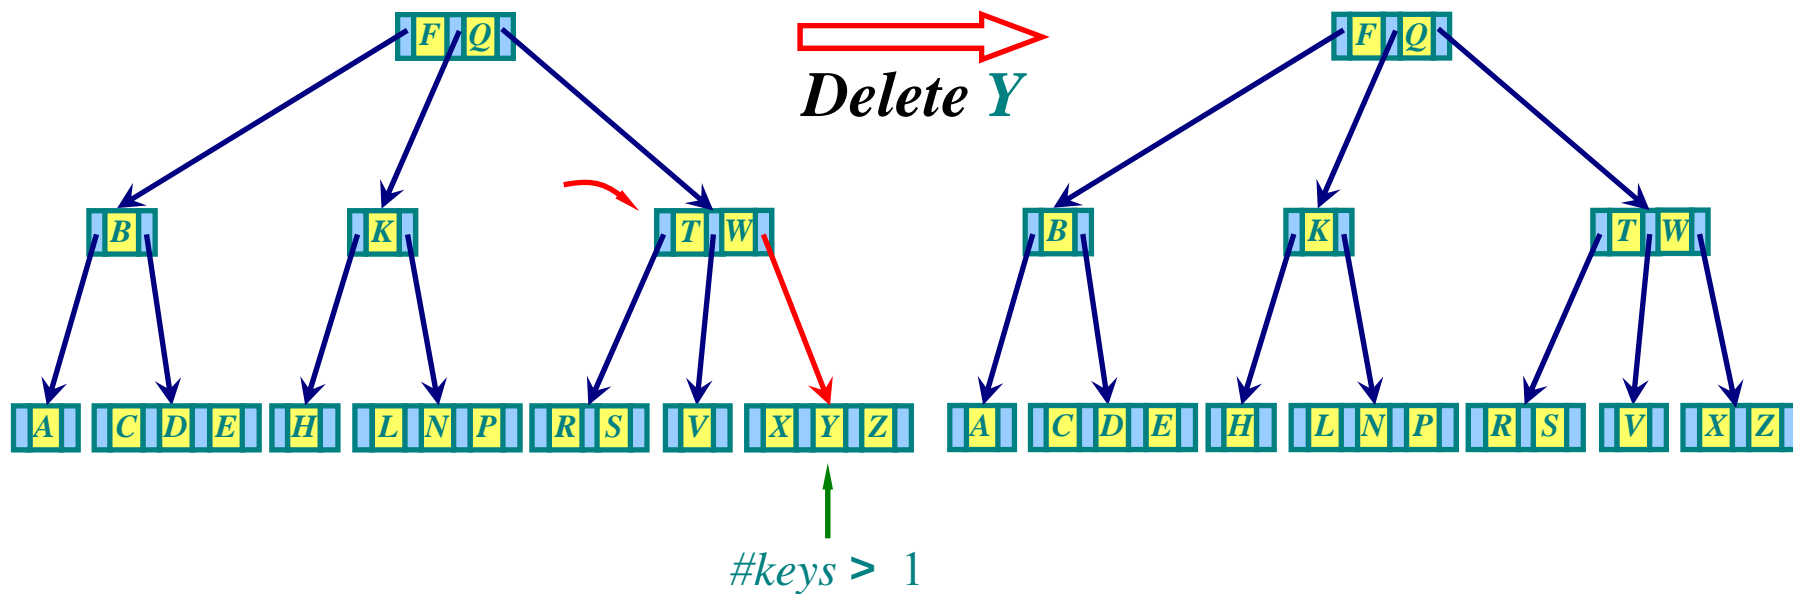 F Q F Q
Delete Y
B K T W B K T W
A C D E H L N P R S V X Y Z A C D E H L N P R S V X Z
#keys > 1